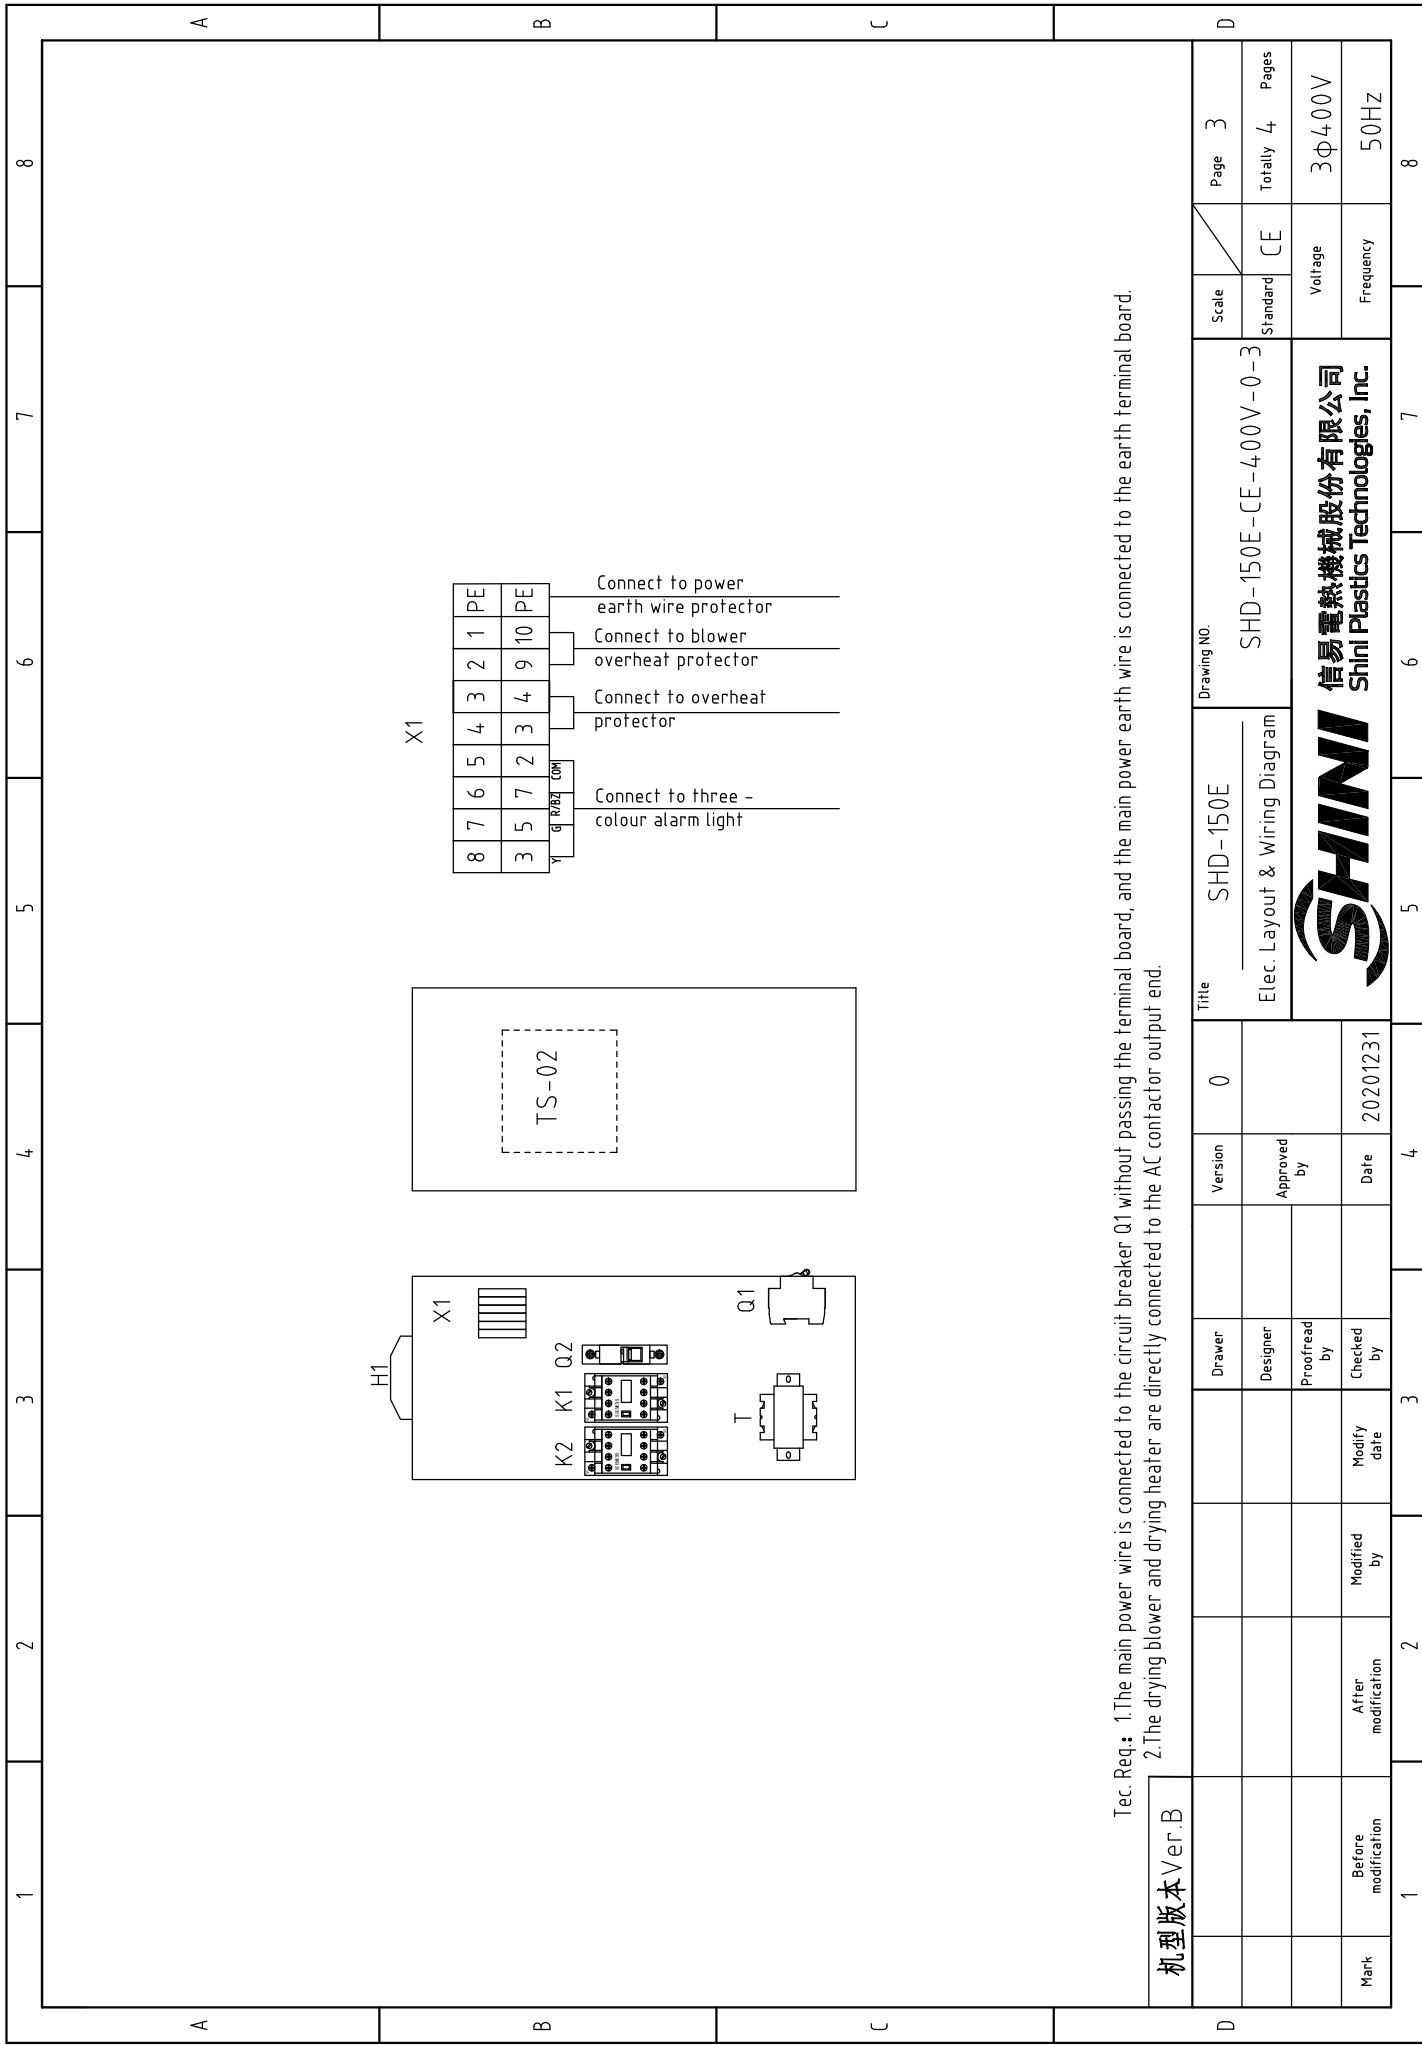 1
2
3
4
5
6
7
8
A
A
B
B
C
C
D
D
H1
X1
K2
K1
Q2
T
Q1
TS-02
X1
8 7 6 5 4 3 2 1 PE
3 5 7 2 3 4 9 10 PE
Y G R/BZ COM
Connect to three -
colour alarm light
Connect to overheat
protector
Connect to blower
overheat protector
Connect to power
earth wire protector
Tec. Req.: 1.The main power wire is connected to the circuit breaker Q1 without passing the terminal board, and the main power earth wire is connected to the earth terminal board.
2.The drying blower and drying heater are directly connected to the AC contactor output end.
机型版本Ver.B
Mark
Before
modification
After
modification
Modified
by
Modify
date
Drawer
Designer
Proofread
by
Checked
by
Version
0
Approved
by
Date
20201231
Title
SHD-150E
Elec. Layout & Wiring Diagram
Drawing NO.
SHD-150E-CE-400V-0-3
Scale
Page 3
Standard
CE
Totally 4 Pages
Voltage
3Φ400V
Frequency
50Hz
SHINI
信易電熱機械股份有限公司
Shini Plastics Technologies, Inc.
1
2
3
4
5
6
7
8